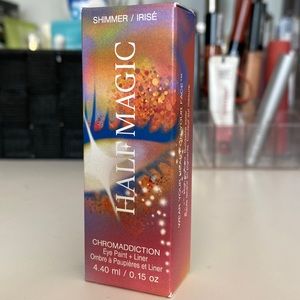 SHIMMER / IRISÉ
HALF MAGIC
CHROMADDICTION
Eye Paint + Liner
Ombre à Paupières et Liner
4.40 ml / 0.15 oz